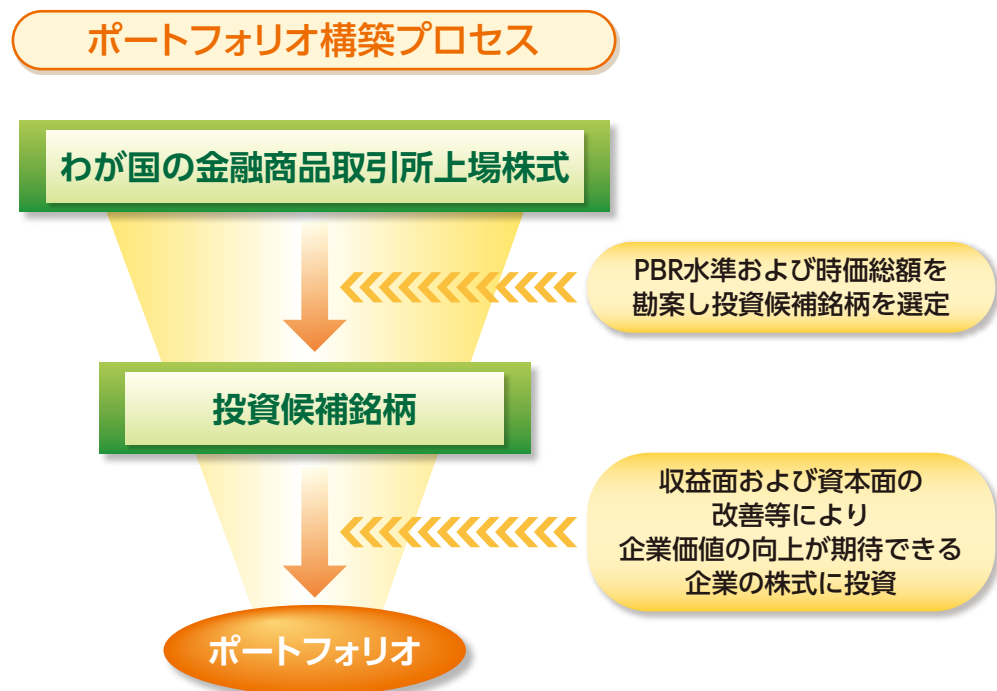 ポートフォリオ構築プロセス
わが国の金融商品取引所上場株式
PBR水準および時価総額を
勘案し投資候補銘柄を選定
投資候補銘柄
収益面および資本面の
改善等により
企業価値の向上が期待できる
企業の株式に投資
ポートフォリオ